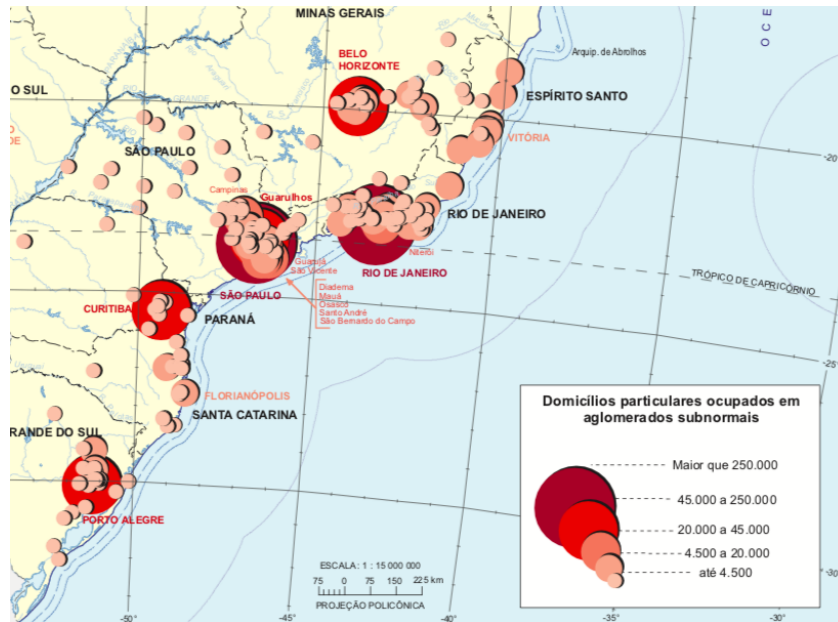 MINAS GERAIS
OCE
Arquip. de Abrolhos
BELO
HORIZONTE
O SUL
ESPÍRITO SANTO
VITÓRIA
SÃO PAULO
-20
Campinas
Guarulhos
RIO DE JANEIRO
Niterói
RIO DE JANEIRO
Guarujá
São Vicente
SÃO PAULO
TRÓPICO DE CAPRICÓRNIO
Diadema
Mauá
Osasco
Santo André
São Bernardo do Campo
CURITIBA
PARANÁ
-25
FLORIANÓPOLIS
SANTA CATARINA
RANDE DO SUL
PORTO ALEGRE
Domicílios particulares ocupados em
aglomerados subnormais
Maior que 250.000
45.000 a 250.000
20.000 a 45.000
4.500 a 20.000
até 4.500
ESCALA: 1 : 15 000 000
75 0 75 150 225 km
PROJEÇÃO POLICÔNICA
-30
-50° -45° -40° -35°